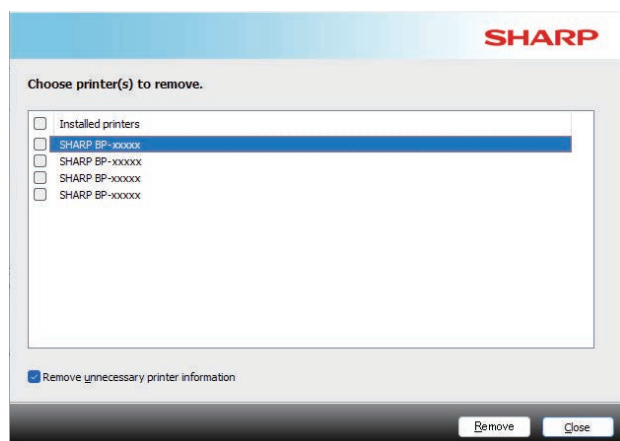 SHARP
Choose printer(s) to remove.
Installed printers
SHARP BP-xxxxx
SHARP BP-xxxxx
SHARP BP-xxxxx
SHARP BP-xxxxx
Remove unnecessary printer information
Remove Close